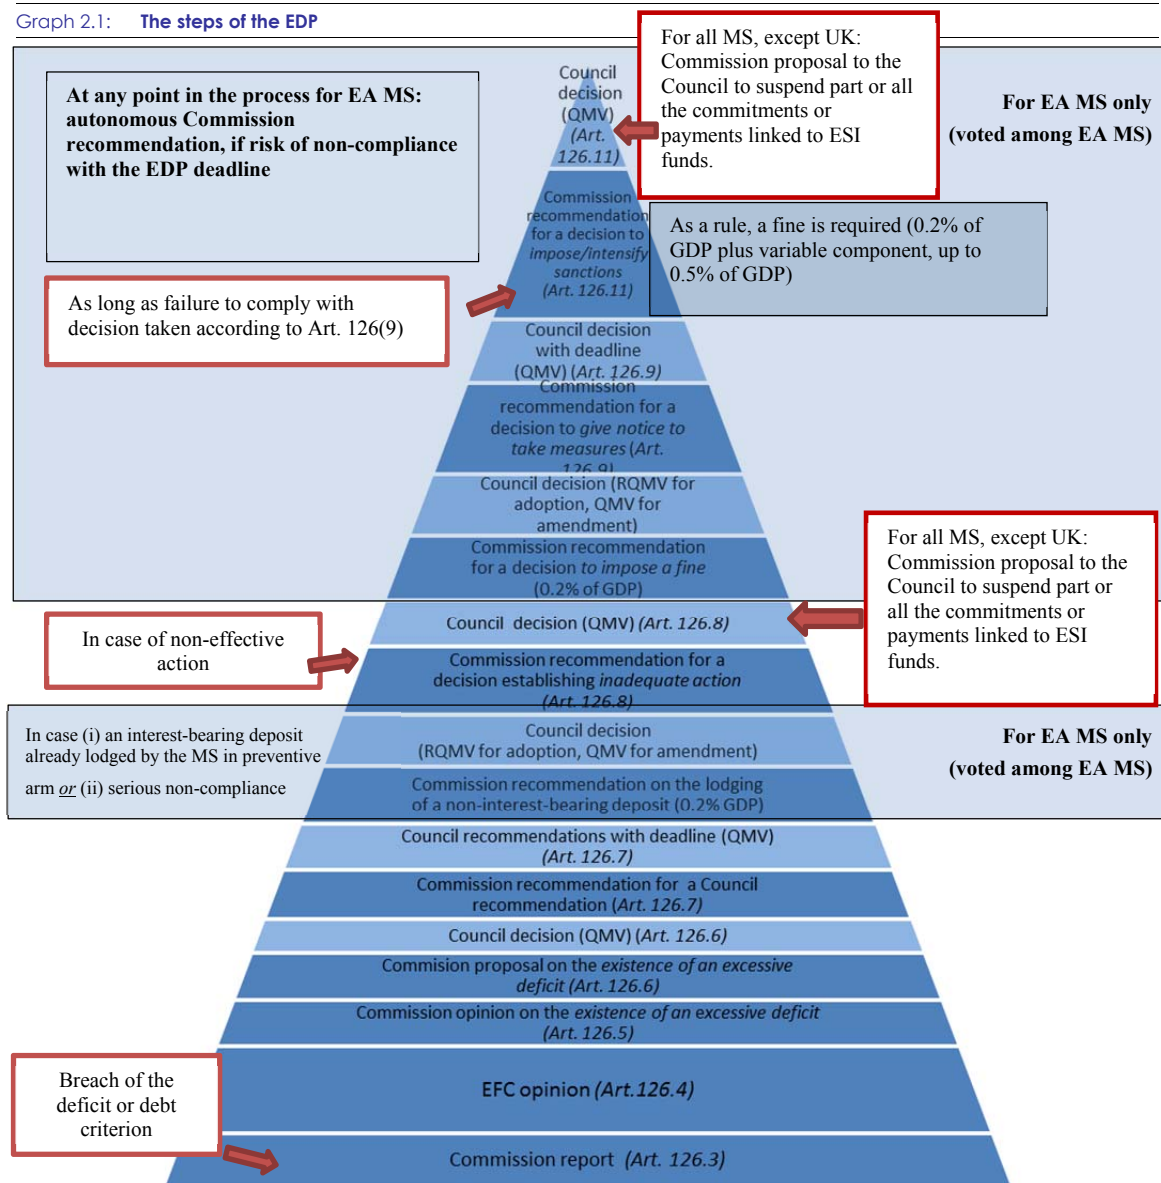 Graph 2.1: The steps of the EDP
For all MS, except UK:
Commission proposal to the
Council to suspend part or all
the commitments or
payments linked to ESI
funds.
At any point in the process for EA MS:
autonomous Commission
recommendation, if risk of non-compliance
with the EDP deadline
Council
decision
(QMV)
(Art.
126.11)
For EA MS only
(voted among EA MS)
Commission
recommendation
for a decision to
impose/intensify
sanctions
(Art. 126.11)
As a rule, a fine is required (0.2% of
GDP plus variable component, up to
0.5% of GDP)
As long as failure to comply with
decision taken according to Art. 126(9)
Council decision
with deadline
(QMV) (Art. 126.9)
Commission
recommendation for a
decision to give notice to
take measures (Art.
126.9)
Council decision (RQMV for
adoption, QMV for
amendment)
Commission recommendation
for a decision to impose a fine
(0.2% of GDP)
For all MS, except UK:
Commission proposal to the
Council to suspend part or
all the commitments or
payments linked to ESI
funds.
Council decision (QMV) (Art. 126.8)
In case of non-effective
action
Commission recommendation for a
decision establishing inadequate action
(Art. 126.8)
In case (i) an interest-bearing deposit
already lodged by the MS in preventive
arm or (ii) serious non-compliance
Council decision
(RQMV for adoption, QMV for amendment)
For EA MS only
(voted among EA MS)
Commission recommendation on the lodging
of a non-interest-bearing deposit (0.2% GDP)
Council recommendations with deadline (QMV)
(Art. 126.7)
Commission recommendation for a Council
recommendation (Art. 126.7)
Council decision (QMV) (Art. 126.6)
Commision proposal on the existence of an excessive
deficit (Art. 126.6)
Commission opinion on the existence of an excessive deficit
(Art. 126.5)
EFC opinion (Art.126.4)
Breach of the
deficit or debt
criterion
Commission report (Art. 126.3)